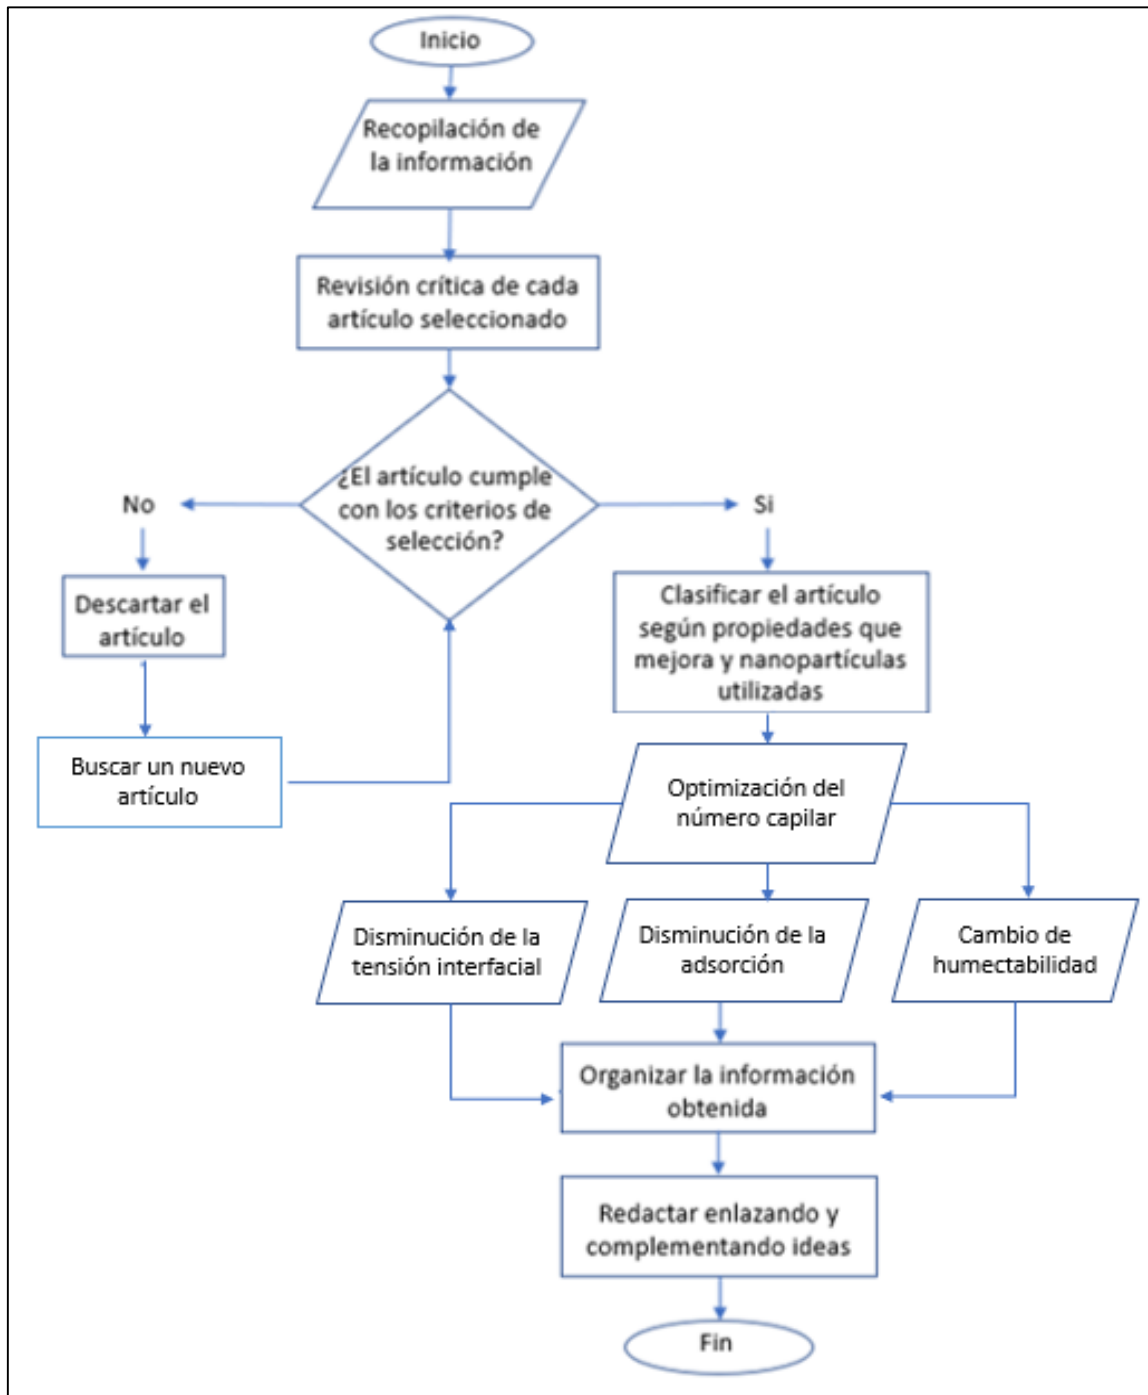 Inicio
Recopilación de
la información
Revisión crítica de cada
artículo seleccionado
¿El artículo cumple
con los criterios de
selección?
No
Si
Descartar el
artículo
Buscar un nuevo
artículo
Clasificar el artículo
según propiedades que
mejora y nanopartículas
utilizadas
Optimización del
número capilar
Disminución de la
tensión interfacial
Disminución de la
adsorción
Cambio de
humectabilidad
Organizar la información
obtenida
Redactar enlazando y
complementando ideas
Fin